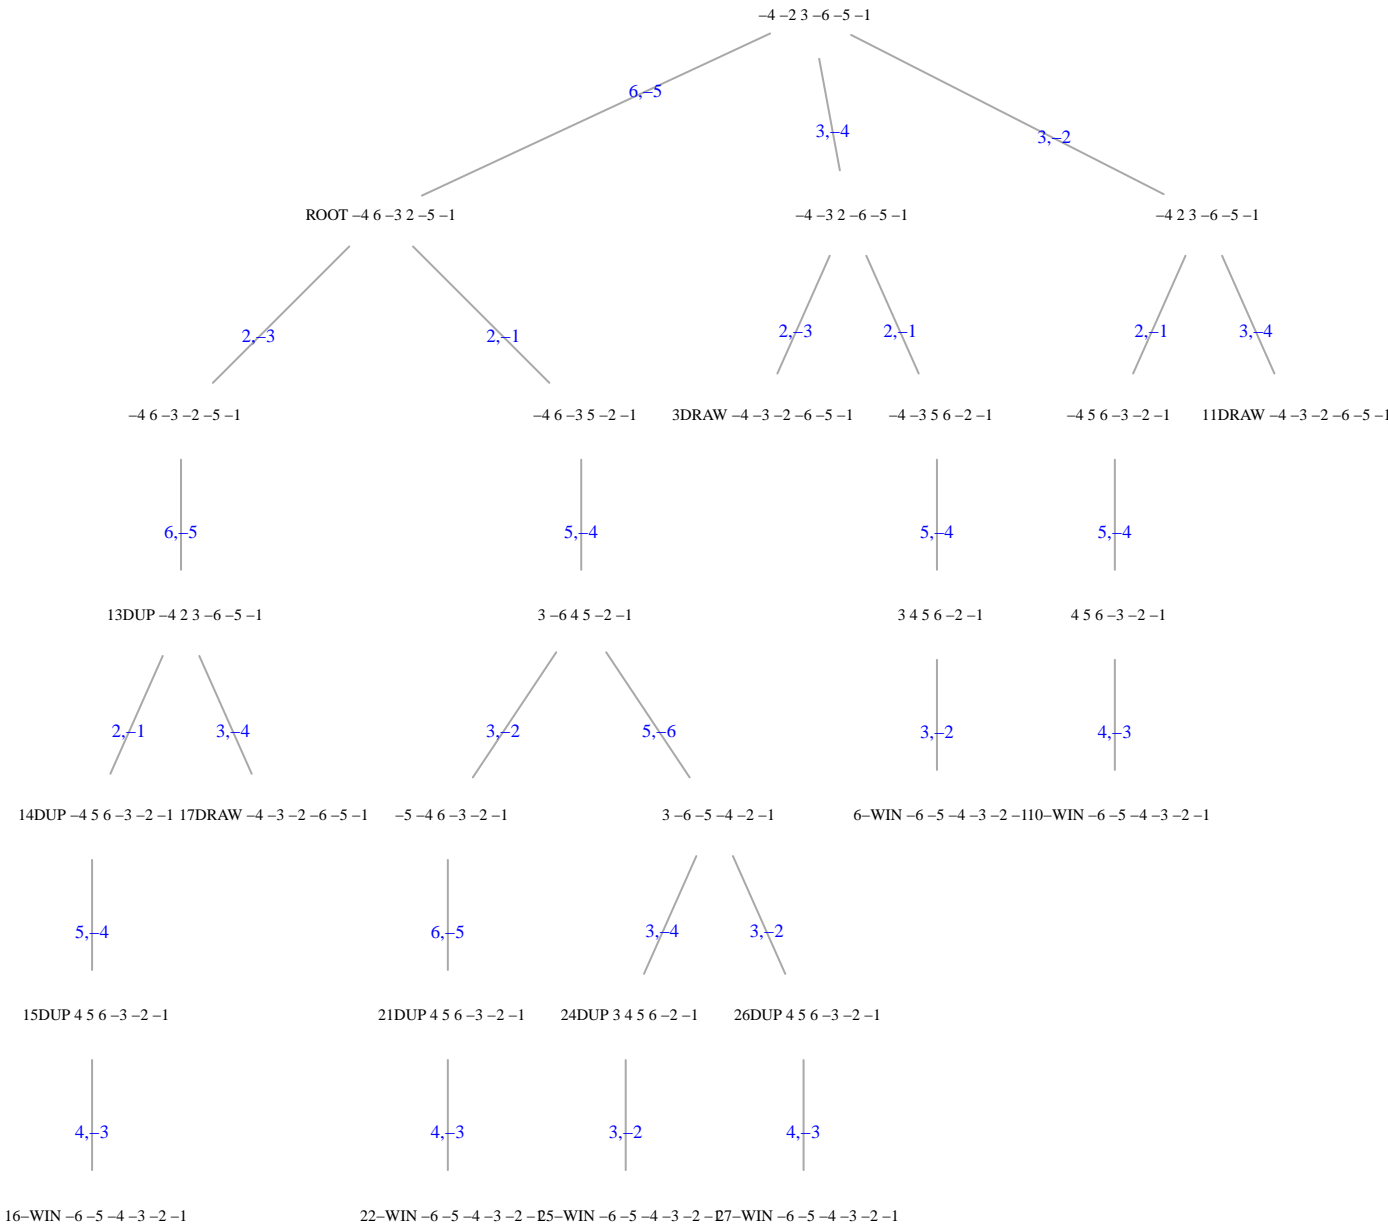 –4 –2 3 –6 –5 –1
6,–5
3,–4
3,–2
ROOT –4 6 –3 2 –5 –1
–4 –3 2 –6 –5 –1
–4 2 3 –6 –5 –1
2,–3
2,–1
2,–3
2,–1
2,–1
3,–4
–4 6 –3 –2 –5 –1
–4 6 –3 5 –2 –1
3DRAW –4 –3 –2 –6 –5 –1
–4 –3 5 6 –2 –1
–4 5 6 –3 –2 –1
11DRAW –4 –3 –2 –6 –5 –1
6,–5
5,–4
5,–4
5,–4
13DUP –4 2 3 –6 –5 –1
3 –6 4 5 –2 –1
3 4 5 6 –2 –1
4 5 6 –3 –2 –1
2,–1
3,–4
3,–2
5,–6
3,–2
4,–3
14DUP –4 5 6 –3 –2 –1
17DRAW –4 –3 –2 –6 –5 –1
–5 –4 6 –3 –2 –1
3 –6 –5 –4 –2 –1
6–WIN –6 –5 –4 –3 –2 –1
10–WIN –6 –5 –4 –3 –2 –1
5,–4
6,–5
3,–4
3,–2
15DUP 4 5 6 –3 –2 –1
21DUP 4 5 6 –3 –2 –1
24DUP 3 4 5 6 –2 –1
26DUP 4 5 6 –3 –2 –1
4,–3
4,–3
3,–2
4,–3
16–WIN –6 –5 –4 –3 –2 –1
22–WIN –6 –5 –4 –3 –2 –1
25–WIN –6 –5 –4 –3 –2 –1
27–WIN –6 –5 –4 –3 –2 –1